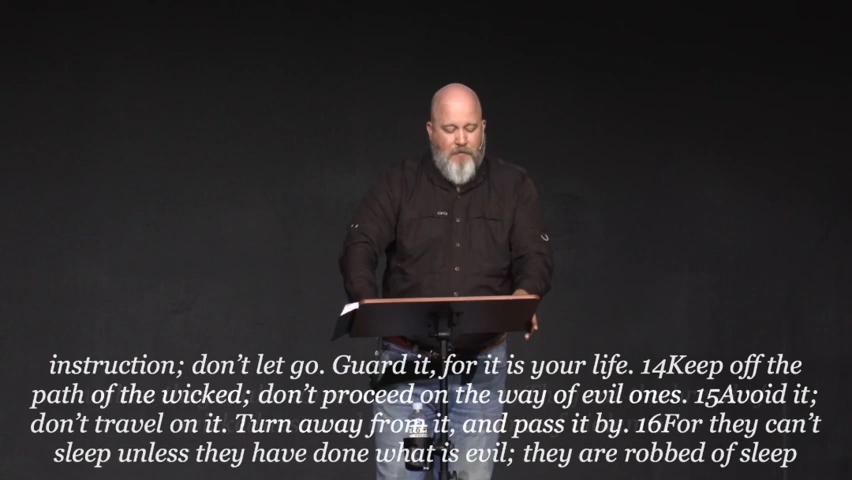 instruction; don’t let go. Guard it, for it is your life. 14Keep off the
path of the wicked; don’t proceed on the way of evil ones. 15Avoid it;
don’t travel on it. Turn away from it, and pass it by. 16For they can’t
sleep unless they have done what is evil; they are robbed of sleep